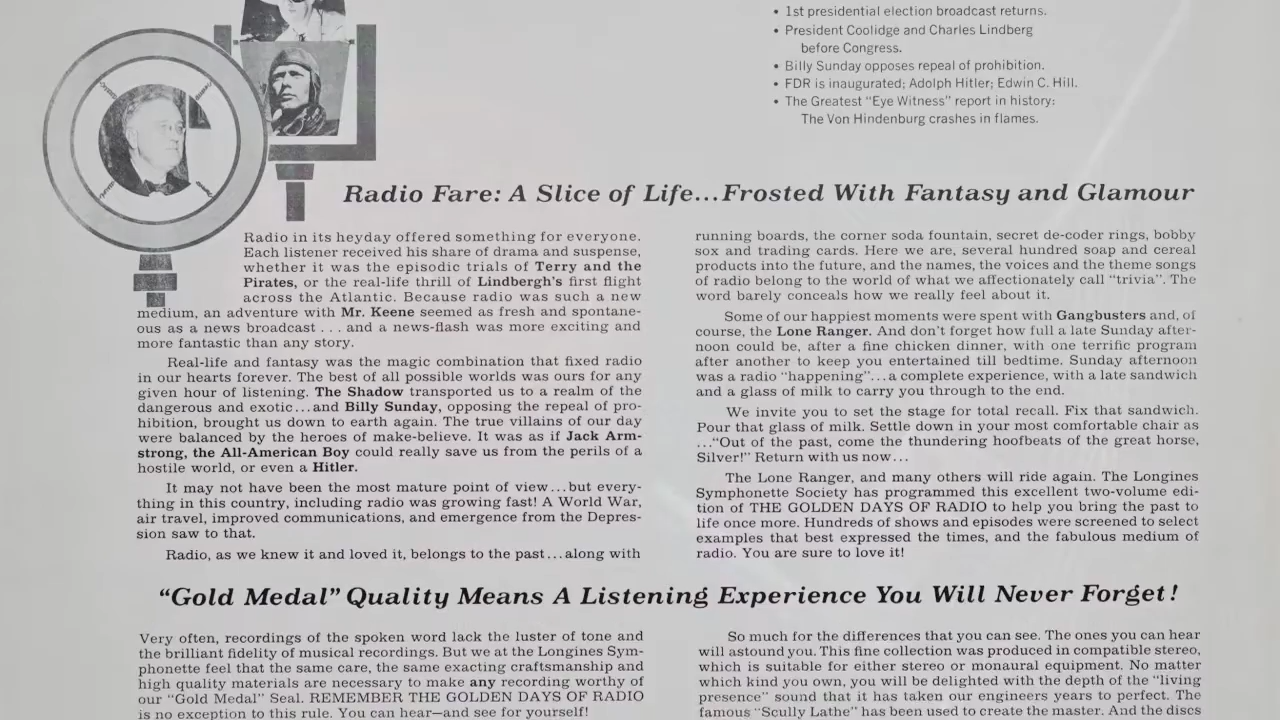 • 1st presidential election broadcast returns.
• President Coolidge and Charles Lindberg
before Congress.
• Billy Sunday opposes repeal of prohibition.
• FDR is inaugurated; Adolph Hitler; Edwin C. Hill.
• The Greatest "Eye Witness" report in history:
The Von Hindenburg crashes in flames.
Radio Fare: A Slice of Life...Frosted With Fantasy and Glamour
Radio in its heyday offered something for everyone.
Each listener received his share of drama and suspense,
whether it was the episodic trials of Terry and the
Pirates, or the real-life thrill of Lindbergh's first flight
across the Atlantic. Because radio was such a new
medium, an adventure with Mr. Keene seemed as fresh and spontane-
ous as a news broadcast . . . and a news-flash was more exciting and
more fantastic than any story.
Real-life and fantasy was the magic combination that fixed radio
in our hearts forever. The best of all possible worlds was ours for any
given hour of listening. The Shadow transported us to a realm of the
dangerous and exotic...and Billy Sunday, opposing the repeal of pro-
hibition, brought us down to earth again. The true villains of our day
were balanced by the heroes of make-believe. It was as if Jack Arm-
strong, the All-American Boy could really save us from the perils of a
hostile world, or even a Hitler.
It may not have been the most mature point of view...but every-
thing in this country, including radio was growing fast! A World War,
air travel, improved communications, and emergence from the Depres-
sion saw to that.
Radio, as we knew it and loved it, belongs to the past...along with
running boards, the corner soda fountain, secret de-coder rings, bobby
sox and trading cards. Here we are, several hundred soap and cereal
products into the future, and the names, the voices and the theme songs
of radio belong to the world of what we affectionately call "trivia". The
word barely conceals how we really feel about it.
Some of our happiest moments were spent with Gangbusters and, of
course, the Lone Ranger. And don't forget how full a late Sunday after-
noon could be, after a fine chicken dinner, with one terrific program
after another to keep you entertained till bedtime. Sunday afternoon
was a radio "happening"...a complete experience, with a late sandwich
and a glass of milk to carry you through to the end.
We invite you to set the stage for total recall. Fix that sandwich.
Pour that glass of milk. Settle down in your most comfortable chair as
..."Out of the past, come the thundering hoofbeats of the great horse,
Silver!" Return with us now...
The Lone Ranger, and many others will ride again. The Longines
Symphonette Society has programmed this excellent two-volume edi-
tion of THE GOLDEN DAYS OF RADIO to help you bring the past to
life once more. Hundreds of shows and episodes were screened to select
examples that best expressed the times, and the fabulous medium of
radio. You are sure to love it!
"Gold Medal" Quality Means A Listening Experience You Will Never Forget!
Very often, recordings of the spoken word lack the luster of tone and
the brilliant fidelity of musical recordings. But we at the Longines Sym-
phonette feel that the same care, the same exacting craftsmanship and
high quality materials are necessary to make any recording worthy of
our "Gold Medal" Seal. REMEMBER THE GOLDEN DAYS OF RADIO
is no exception to this rule. You can hear—and see for yourself!
So much for the differences that you can see. The ones you can hear
will astound you. This fine collection was produced in compatible stereo,
which is suitable for either stereo or monaural equipment. No matter
which kind you own, you will be delighted with the depth of the "living
presence" sound that it has taken our engineers years to perfect. The
famous "Scully Lathe" has been used to create the master. And the discs